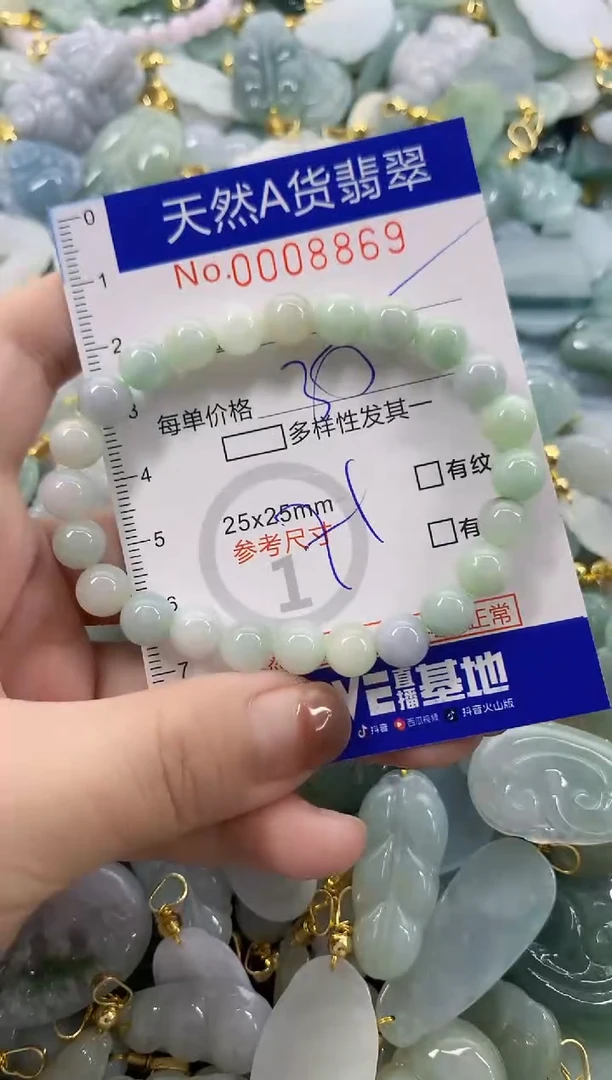 天然A货翡翠
No.0008869
0
1
2
3
4
5
6
7
每单价格 30
多样性发其一
25x25mm
参考尺寸
1
有纹
有
正常
直播基地
抖音 西瓜视频 抖音火山版